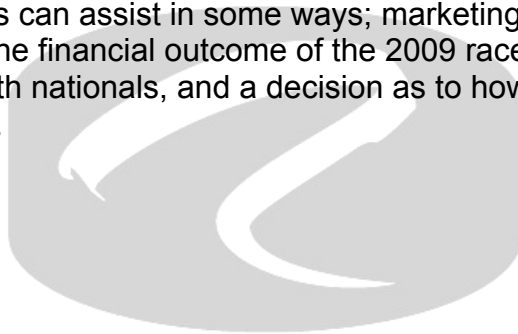 s can assist in some ways; marketing
he financial outcome of the 2009 race
th nationals, and a decision as to how